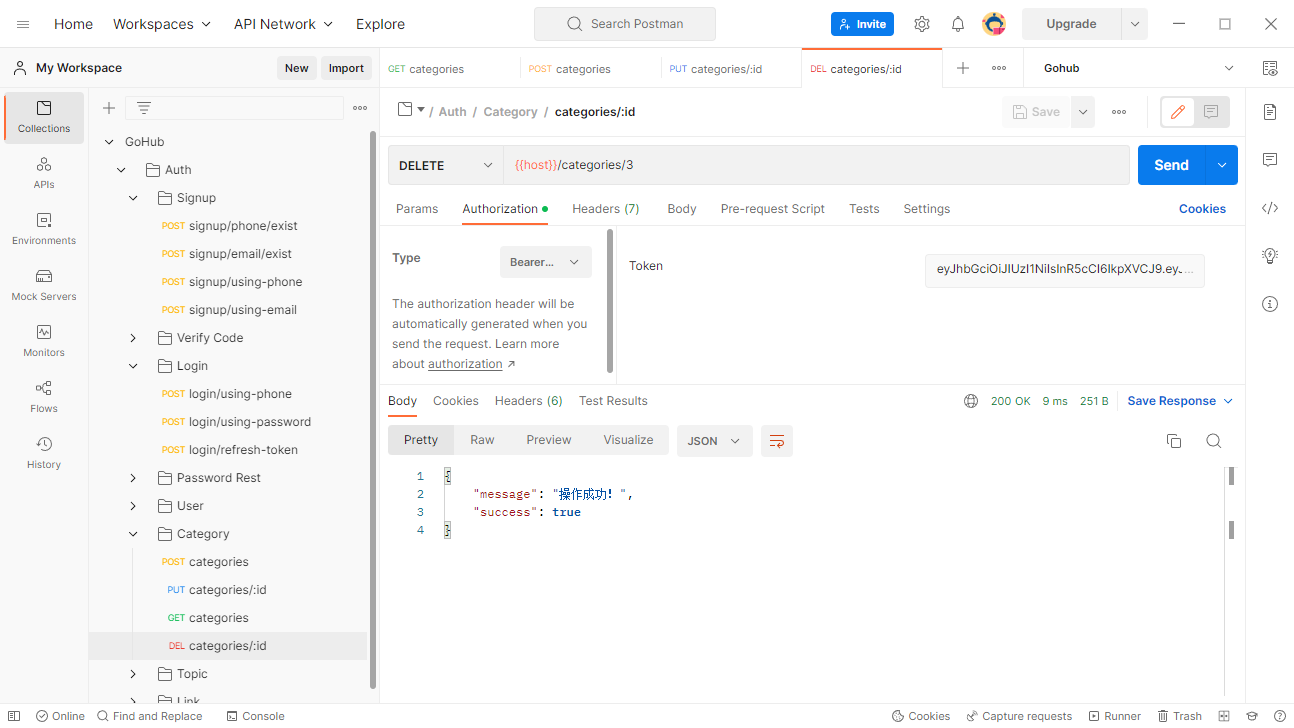 Home Workspaces API Network Explore Search Postman Invite Upgrade
My Workspace New Import GET categories POST categories PUT categories/:id DEL categories/:id Gohub
/ Auth / Category / categories/:id Save
DELETE {{host}}/categories/3 Send
Params Authorization Headers (7) Body Pre-request Script Tests Settings Cookies
Type Bearer... Token eyJhbGciOiJIUzI1NiIsInR5cCI6IkpXVCJ9.eyJ...
The authorization header will be
automatically generated when you
send the request. Learn more
about authorization ↗
Body Cookies Headers (6) Test Results 200 OK 9 ms 251 B Save Response
Pretty Raw Preview Visualize JSON
1 {
2 "message": "操作成功！",
3 "success": true
4 }
Collections
APIs
Environments
Mock Servers
Monitors
Flows
History
GoHub
Auth
Signup
POST signup/phone/exist
POST signup/email/exist
POST signup/using-phone
POST signup/using-email
Verify Code
Login
POST login/using-phone
POST login/using-password
POST login/refresh-token
Password Rest
User
Category
POST categories
PUT categories/:id
GET categories
DEL categories/:id
Topic
Link
Online Find and Replace Console Cookies Capture requests Runner Trash